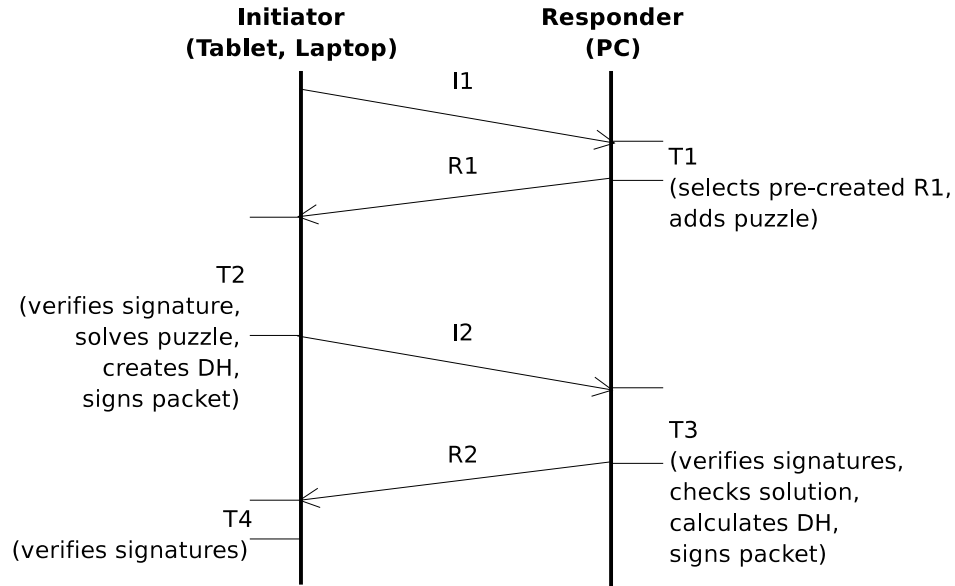 Initiator
(Tablet, Laptop)
Responder
(PC)
I1
T1
(selects pre-created R1,
adds puzzle)
R1
T2
(verifies signature,
solves puzzle,
creates DH,
signs packet)
I2
T3
(verifies signatures,
checks solution,
calculates DH,
signs packet)
R2
T4
(verifies signatures)